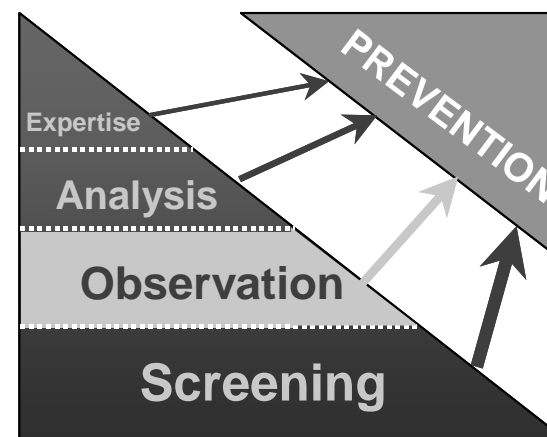 PREVENTION
Expertise
Analysis
Observation
Screening